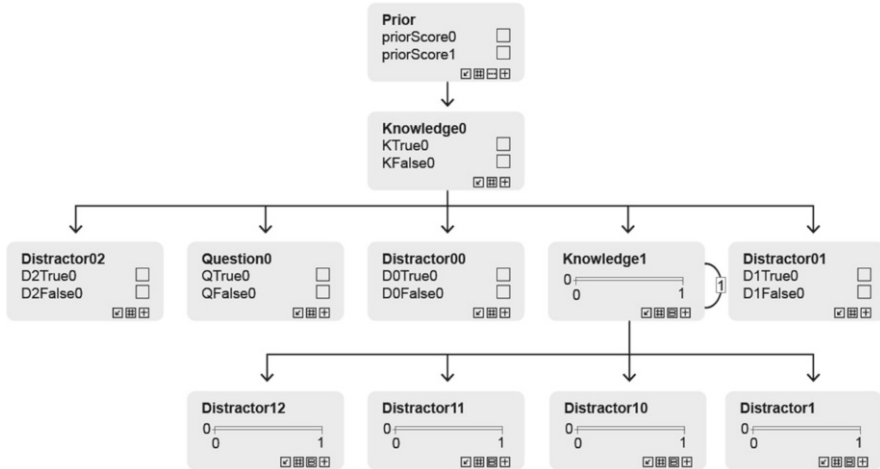 Prior
priorScore0
priorScore1
Knowledge0
KTrue0
KFalse0
Distractor02
D2True0
D2False0
Question0
QTrue0
QFalse0
Distractor00
D0True0
D0False0
Knowledge1
0
0 1
1
Distractor01
D1True0
D1False0
Distractor12
0
0 1
Distractor11
0
0 1
Distractor10
0
0 1
Distractor1
0
0 1